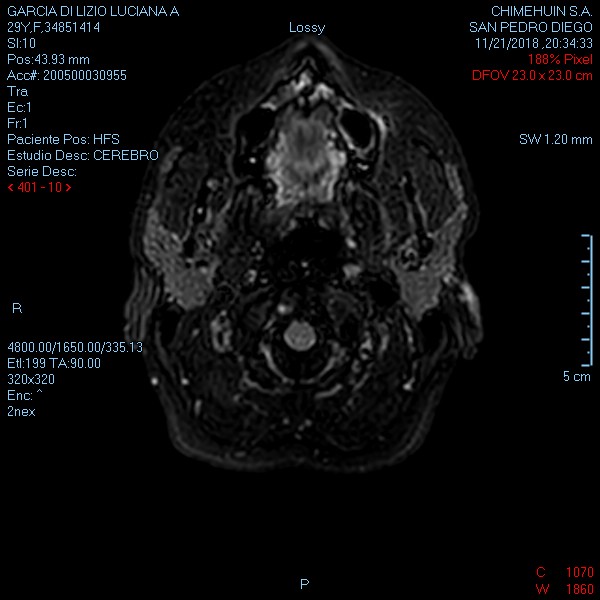 GARCIA DI LIZIO LUCIANA A
29Y,F,34851414
Sl:10
Pos:43.93 mm
Acc#: 200500030955
Tra
Ec:1
Fr:1
Paciente Pos: HFS
Estudio Desc: CEREBRO
Serie Desc:
< 401 - 10 >
Lossy
CHIMEHUIN S.A.
SAN PEDRO DIEGO
11/21/2018 ,20:34:33
188% Pixel
DFOV 23.0 x 23.0 cm
SW 1.20 mm
R
4800.00/1650.00/335.13
Etl:199 TA:90.00
320x320
Enc: ^
2nex
5 cm
P
C 1070
W 1860